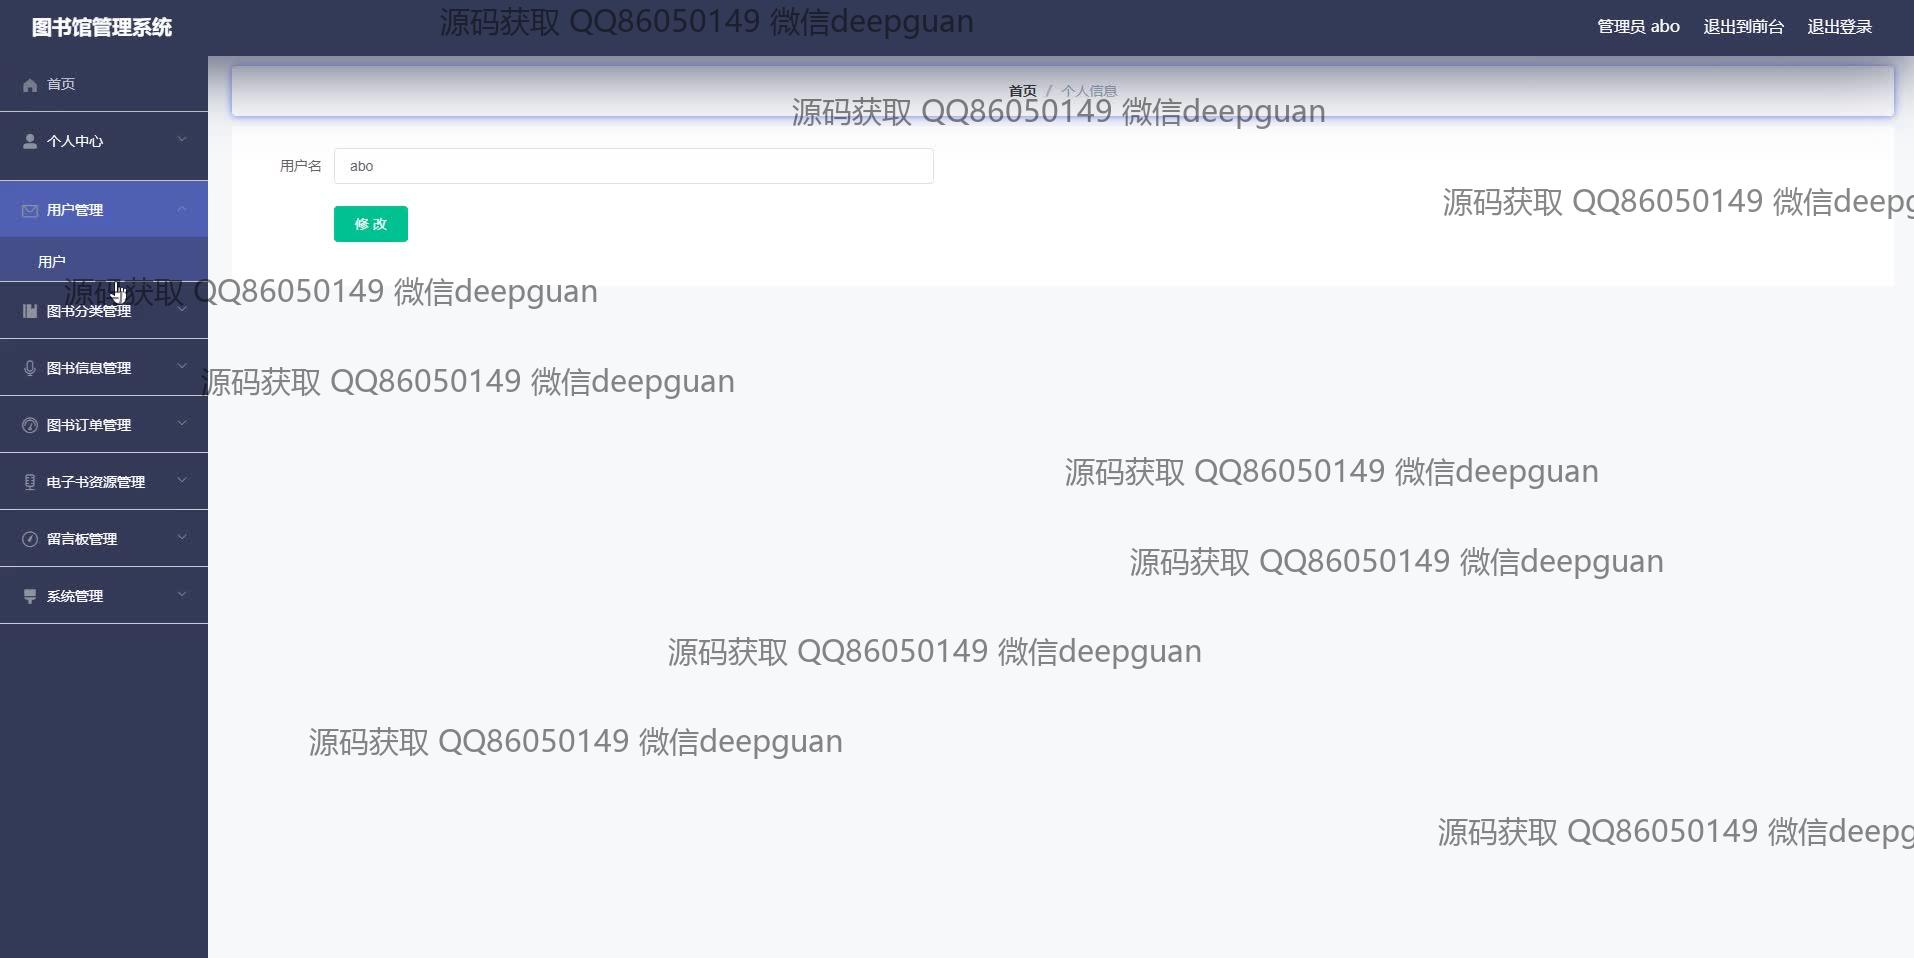 图书馆管理系统
源码获取 QQ86050149 微信deepguan
管理员 abo 退出到前台 退出登录
首页
首页 / 个人信息
源码获取 QQ86050149 微信deepguan
个人中心
用户名 abo
源码获取 QQ86050149 微信deepg
用户管理
修 改
用户
源码获取 QQ86050149 微信deepguan
图书分类管理
图书信息管理
源码获取 QQ86050149 微信deepguan
图书订单管理
源码获取 QQ86050149 微信deepguan
电子书资源管理
留言板管理
源码获取 QQ86050149 微信deepguan
系统管理
源码获取 QQ86050149 微信deepguan
源码获取 QQ86050149 微信deepguan
源码获取 QQ86050149 微信deepg